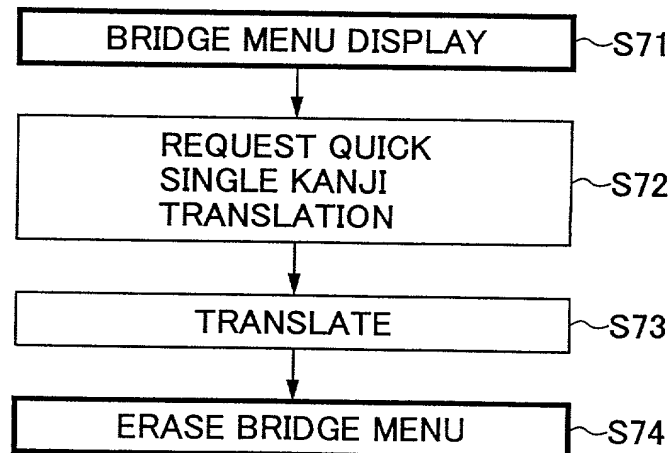 BRIDGE MENU DISPLAY
S71
REQUEST QUICK
SINGLE KANJI
TRANSLATION
S72
TRANSLATE
S73
ERASE BRIDGE MENU
S74